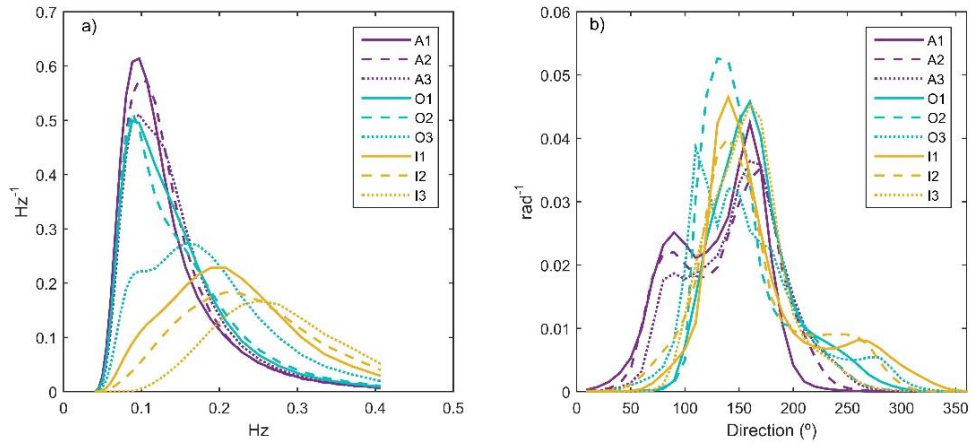 a)
0.7
0.6
0.5
0.4
0.3
0.2
0.1
0
Hz⁻¹
0 0.1 0.2 0.3 0.4 0.5
Hz
A1
A2
A3
O1
O2
O3
I1
I2
I3
b)
0.06
0.05
0.04
0.03
0.02
0.01
0
rad⁻¹
0 50 100 150 200 250 300 350
Direction (º)
A1
A2
A3
O1
O2
O3
I1
I2
I3